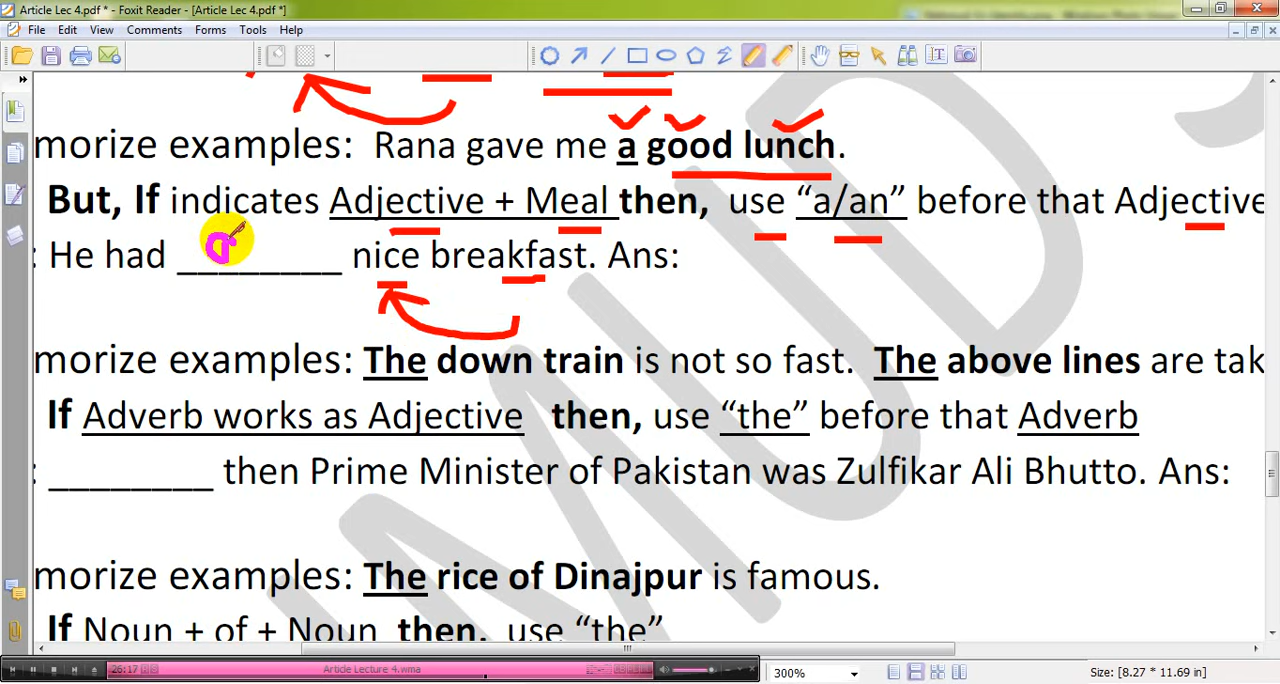 Article Lec 4.pdf * - Foxit Reader - [Article Lec 4.pdf *]
File Edit View Comments Forms Tools Help
morize examples: Rana gave me a good lunch.
But, If indicates Adjective + Meal then, use “a/an” before that Adjective
: He had a ________ nice breakfast. Ans:
morize examples: The down train is not so fast. The above lines are tak
If Adverb works as Adjective then, use “the” before that Adverb
: ________ then Prime Minister of Pakistan was Zulfikar Ali Bhutto. Ans:
morize examples: The rice of Dinajpur is famous.
If Noun + of + Noun then, use “the”
26:17 Article Lecture 4.wma 300% Size: [8.27 * 11.69 in]
MUD